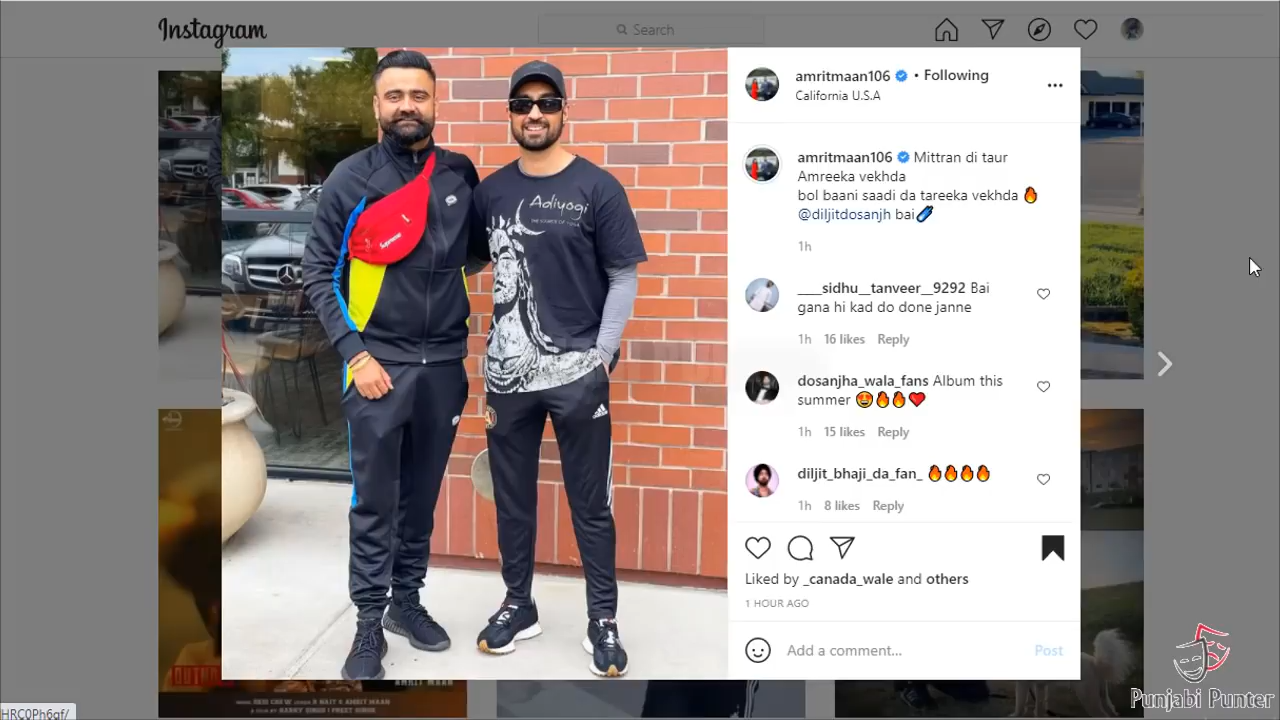 Instagram
Search
amritmaan106 • Following
California U.S.A
amritmaan106 Mittran di taur
Amreeka vekhda
bol baani saadi da tareeka vekhda 🔥
@diljitdosanjh bai
1h
____sidhu__tanveer__9292 Bai
gana hi kad do done janne
1h 16 likes Reply
dosanjha_wala_fans Album this
summer 🤩🔥🔥❤️
1h 15 likes Reply
diljit_bhaji_da_fan_ 🔥🔥🔥🔥
1h 8 likes Reply
Liked by _canada_wale and others
1 HOUR AGO
Add a comment... Post
Adiyogi
Supreme
AMRIT MAAN
Punjabi Punter